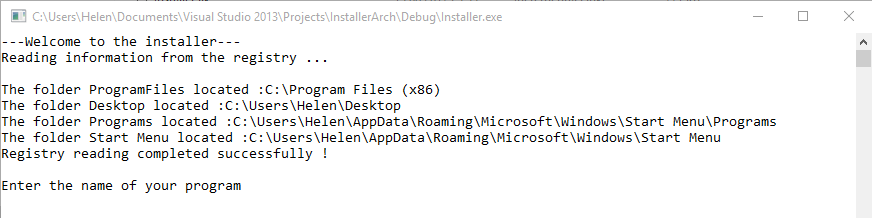 C:\Users\Helen\Documents\Visual Studio 2013\Projects\InstallerArch\Debug\Installer.exe
---Welcome to the installer---
Reading information from the registry ...
The folder ProgramFiles located :C:\Program Files (x86)
The folder Desktop located :C:\Users\Helen\Desktop
The folder Programs located :C:\Users\Helen\AppData\Roaming\Microsoft\Windows\Start Menu\Programs
The folder Start Menu located :C:\Users\Helen\AppData\Roaming\Microsoft\Windows\Start Menu
Registry reading completed successfully !
Enter the name of your program